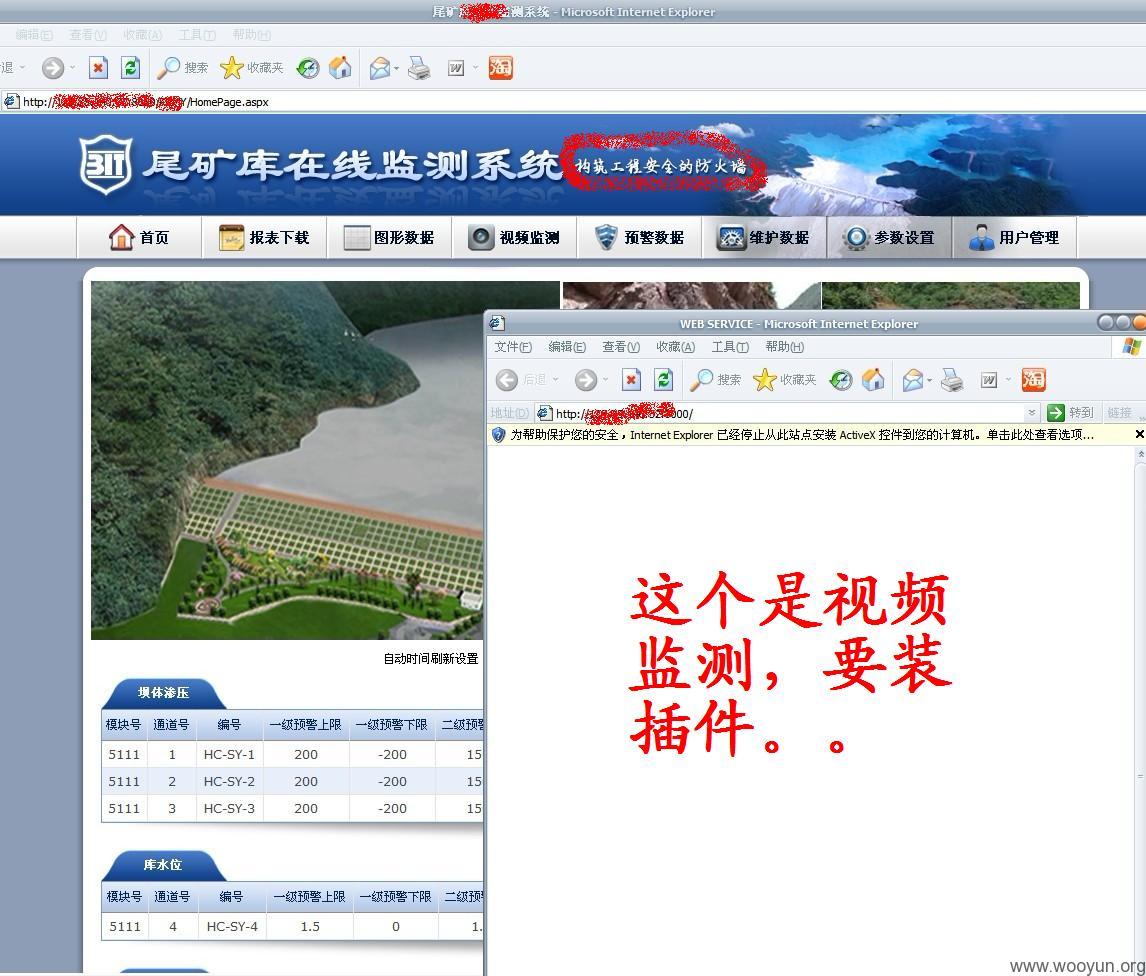 尾矿 监测系统 - Microsoft Internet Explorer
编辑(E) 查看(V) 收藏(A) 工具(T) 帮助(H)
退 搜索 收藏夹
http:// /HomePage.aspx
BIT 尾矿库在线监测系统 构筑工程安全的防火墙
首页 报表下载 图形数据 视频监测 预警数据 维护数据 参数设置 用户管理
WEB SERVICE - Microsoft Internet Explorer
文件(F) 编辑(E) 查看(V) 收藏(A) 工具(T) 帮助(H)
后退 搜索 收藏夹 淘
地址(D) http:// 000/ 转到 链接
为帮助保护您的安全，Internet Explorer 已经停止从此站点安装 ActiveX 控件到您的计算机。单击此处查看选项...
这个是视频
监测，要装
插件。。
自动时间刷新设置
坝体渗压
模块号 通道号 编号 一级预警上限 一级预警下限 二级预
5111 1 HC-SY-1 200 -200 15
5111 2 HC-SY-2 200 -200 15
5111 3 HC-SY-3 200 -200 15
库水位
模块号 通道号 编号 一级预警上限 一级预警下限 二级预
5111 4 HC-SY-4 1.5 0 1.
www.wooyun.org